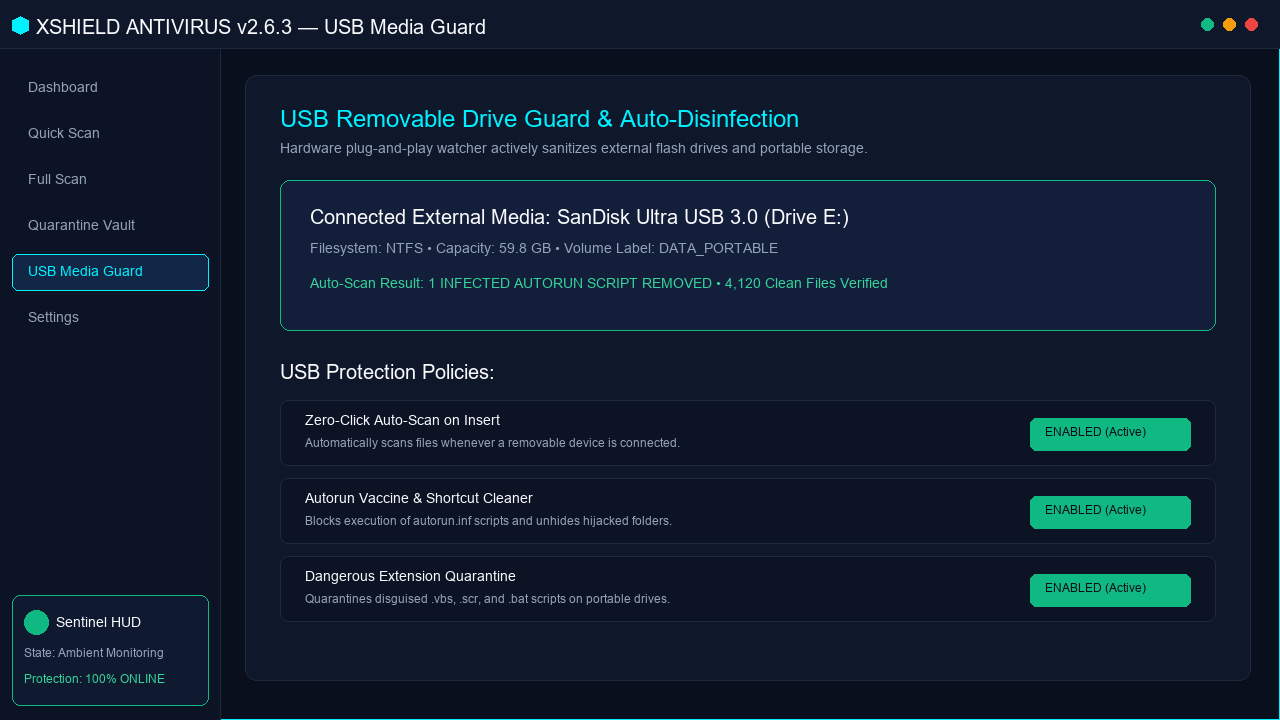 XSHIELD ANTIVIRUS v2.6.3 — USB Media Guard
Dashboard
Quick Scan
Full Scan
Quarantine Vault
USB Media Guard
Settings
Sentinel HUD
State: Ambient Monitoring
Protection: 100% ONLINE
USB Removable Drive Guard & Auto-Disinfection
Hardware plug-and-play watcher actively sanitizes external flash drives and portable storage.
Connected External Media: SanDisk Ultra USB 3.0 (Drive E:)
Filesystem: NTFS • Capacity: 59.8 GB • Volume Label: DATA_PORTABLE
Auto-Scan Result: 1 INFECTED AUTORUN SCRIPT REMOVED • 4,120 Clean Files Verified
USB Protection Policies:
Zero-Click Auto-Scan on Insert
Automatically scans files whenever a removable device is connected.
ENABLED (Active)
Autorun Vaccine & Shortcut Cleaner
Blocks execution of autorun.inf scripts and unhides hijacked folders.
ENABLED (Active)
Dangerous Extension Quarantine
Quarantines disguised .vbs, .scr, and .bat scripts on portable drives.
ENABLED (Active)